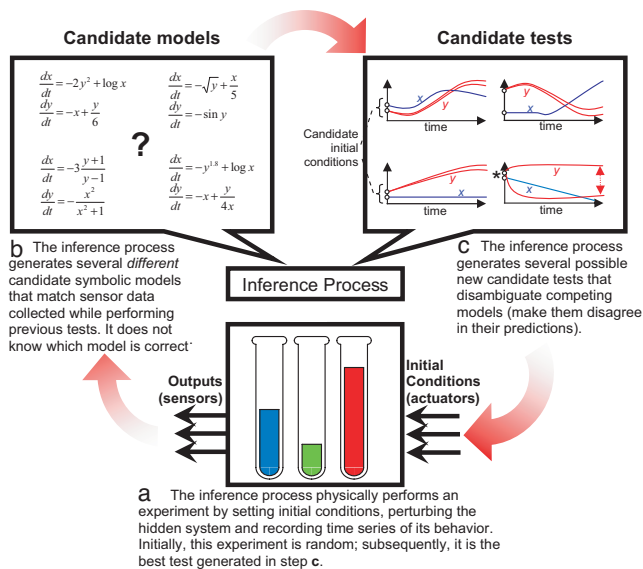 Candidate models
Candidate tests
dx/dt = -2y² + log x
dy/dt = -x + y/6
dx/dt = -√y + x/5
dy/dt = -sin y
?
dx/dt = -3 (y+1)/(y-1)
dy/dt = -x²/(x²+1)
dx/dt = -y^1.8 + log x
dy/dt = -x + y/4x
x
y
time
y
x
time
Candidate
initial
conditions
y
x
time
*
y
x
time
b The inference process
generates several different
candidate symbolic models
that match sensor data
collected while performing
previous tests. It does not
know which model is correct.
Inference Process
c The inference process
generates several possible
new candidate tests that
disambiguate competing
models (make them disagree
in their predictions).
Outputs
(sensors)
Initial
Conditions
(actuators)
a The inference process physically performs an
experiment by setting initial conditions, perturbing the
hidden system and recording time series of its behavior.
Initially, this experiment is random; subsequently, it is the
best test generated in step c.